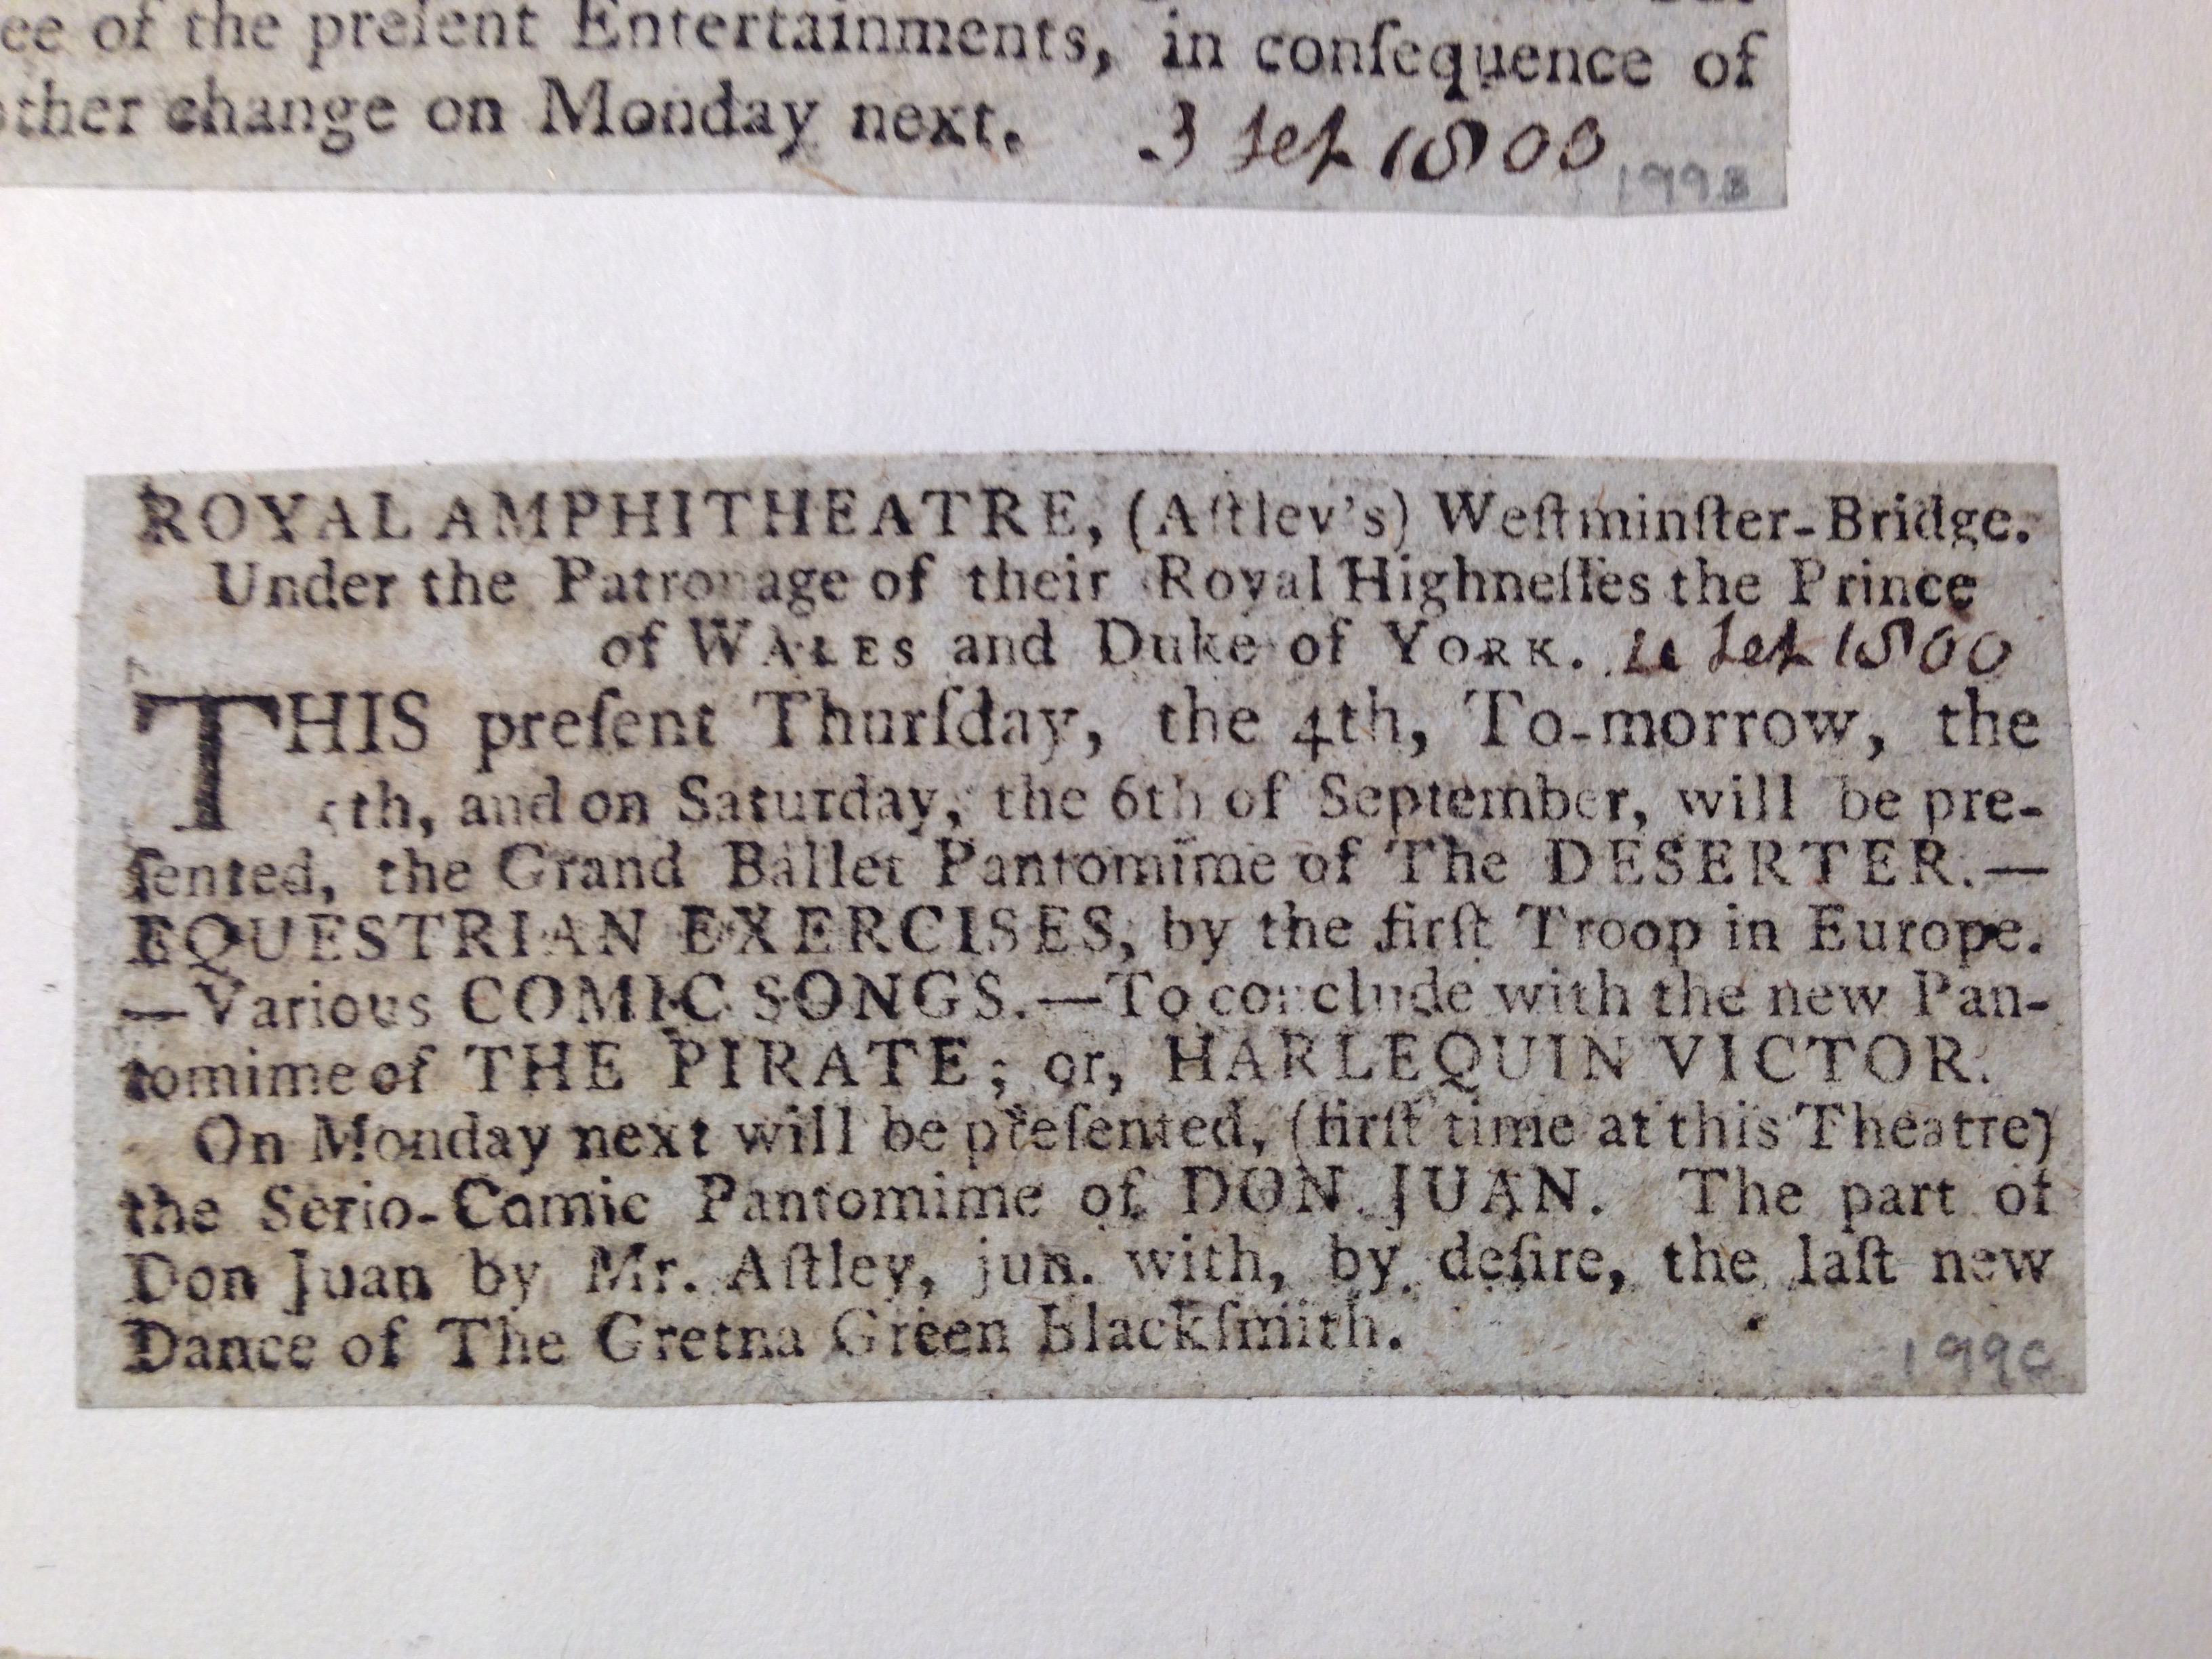 ee of the preſent Entertainments, in conſequence of
other change on Monday next. 3 Sep 1800
199B
ROYAL AMPHITHEATRE, (Aſtley's) Weſtminſter-Bridge.
Under the Patronage of their Royal Highneſſes the Prince
of WALES and Duke of YORK. 4 Sep 1800
THIS preſent Thurſday, the 4th, To-morrow, the
5th, and on Saturday, the 6th of September, will be pre-
ſented, the Grand Ballet Pantomime of The DESERTER.—
EQUESTRIAN EXERCISES, by the firſt Troop in Europe.
—Various COMIC SONGS.—To conclude with the new Pan-
tomime of THE PIRATE; or, HARLEQUIN VICTOR.
On Monday next will be preſented, (firſt time at this Theatre)
the Serio-Comic Pantomime of DON JUAN. The part of
Don Juan by Mr. Aſtley, jun. with, by deſire, the laſt new
Dance of The Gretna Green Blackſmith.
199C